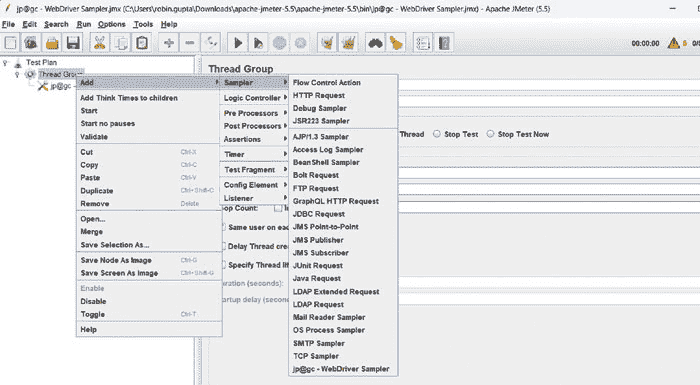 jp@gc - WebDriver Sampler.jmx (C:\Users\robin.gupta\Downloads\apache-jmeter-5.5\apache-jmeter-5.5\bin\jp@gc - WebDriver Sampler.jmx) - Apache JMeter (5.5)
File Edit Search Run Options Tools Help
00:00:00
Test Plan
Thread Group
jp@gc
Thread Group
Add
Add Think Times to children
Start
Start no pauses
Validate
Cut Ctrl-X
Copy Ctrl-C
Paste Ctrl-V
Duplicate Ctrl+Shift-C
Remove Delete
Open...
Merge
Save Selection As...
Save Node As Image Ctrl-G
Save Screen As Image Ctrl+Shift-G
Enable
Disable
Toggle Ctrl-T
Help
Sampler
Logic Controller
Pre Processors
Post Processors
Assertions
Timer
Test Fragment
Config Element
Listener
Flow Control Action
HTTP Request
Debug Sampler
JSR223 Sampler
AJP/1.3 Sampler
Access Log Sampler
BeanShell Sampler
Bolt Request
FTP Request
GraphQL HTTP Request
JDBC Request
JMS Point-to-Point
JMS Publisher
JMS Subscriber
JUnit Request
Java Request
LDAP Extended Request
LDAP Request
Mail Reader Sampler
OS Process Sampler
SMTP Sampler
TCP Sampler
jp@gc - WebDriver Sampler
Thread Stop Test Stop Test Now
Count:
Same user on eac
Delay Thread cre
Specify Thread lif
(seconds):
startup delay (secon